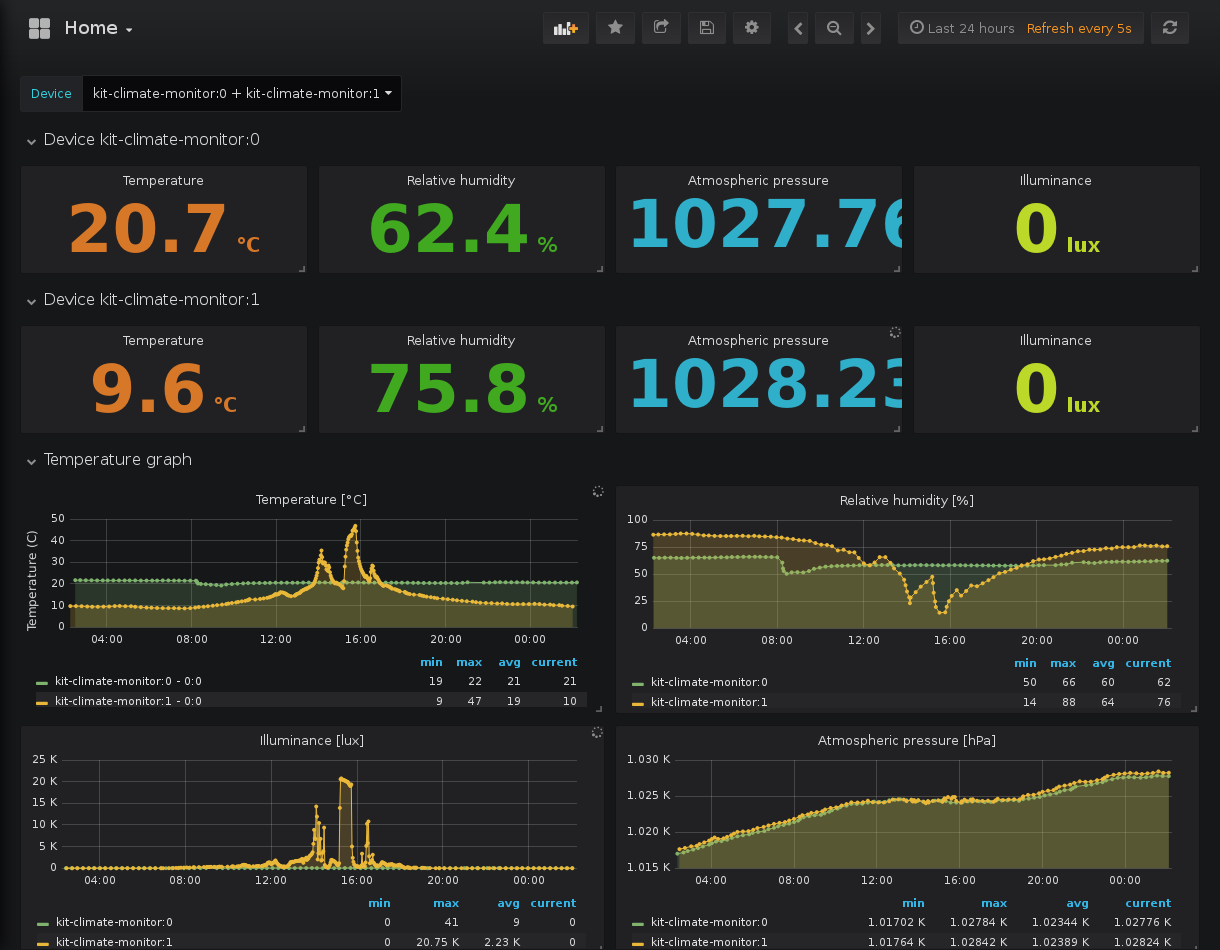 Home
Last 24 hours Refresh every 5s
Device kit-climate-monitor:0 + kit-climate-monitor:1
Device kit-climate-monitor:0
Temperature Relative humidity Atmospheric pressure Illuminance
20.7 °C 62.4 % 1027.76 0 lux
Device kit-climate-monitor:1
Temperature Relative humidity Atmospheric pressure Illuminance
9.6 °C 75.8 % 1028.23 0 lux
Temperature graph
Temperature [°C]
Temperature (C)
50
40
30
20
10
0
04:00 08:00 12:00 16:00 20:00 00:00
min max avg current
kit-climate-monitor:0 - 0:0 19 22 21 21
kit-climate-monitor:1 - 0:0 9 47 19 10
Relative humidity [%]
100
75
50
25
0
04:00 08:00 12:00 16:00 20:00 00:00
min max avg current
kit-climate-monitor:0 50 66 60 62
kit-climate-monitor:1 14 88 64 76
Illuminance [lux]
25 K
20 K
15 K
10 K
5 K
0
04:00 08:00 12:00 16:00 20:00 00:00
min max avg current
kit-climate-monitor:0 0 41 9 0
kit-climate-monitor:1 0 20.75 K 2.23 K 0
Atmospheric pressure [hPa]
1.030 K
1.025 K
1.020 K
1.015 K
04:00 08:00 12:00 16:00 20:00 00:00
min max avg current
kit-climate-monitor:0 1.01702 K 1.02784 K 1.02344 K 1.02776 K
kit-climate-monitor:1 1.01764 K 1.02842 K 1.02389 K 1.02824 K